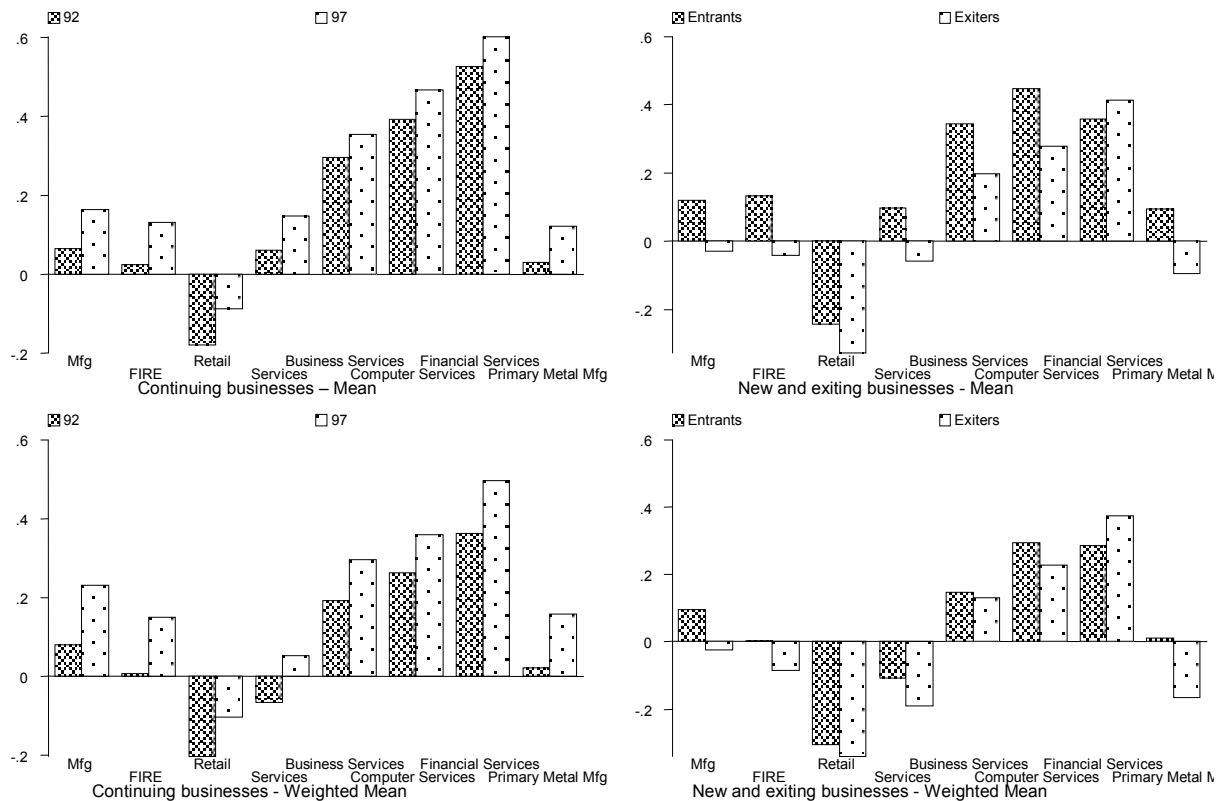 92 97
.6
.4
.2
0
-.2
Mfg Retail Business Services Financial Services
FIRE Services Computer Services Primary Metal Mfg
Continuing businesses – Mean
Entrants Exiters
.6
.4
.2
0
-.2
Mfg Retail Business Services Financial Services
FIRE Services Computer Services Primary Metal M
New and exiting businesses - Mean
92 97
.6
.4
.2
0
-.2
Mfg Retail Business Services Financial Services
FIRE Services Computer Services Primary Metal Mfg
Continuing businesses - Weighted Mean
Entrants Exiters
.6
.4
.2
0
-.2
Mfg Retail Business Services Financial Services
FIRE Services Computer Services Primary Metal M
New and exiting businesses - Weighted Mean